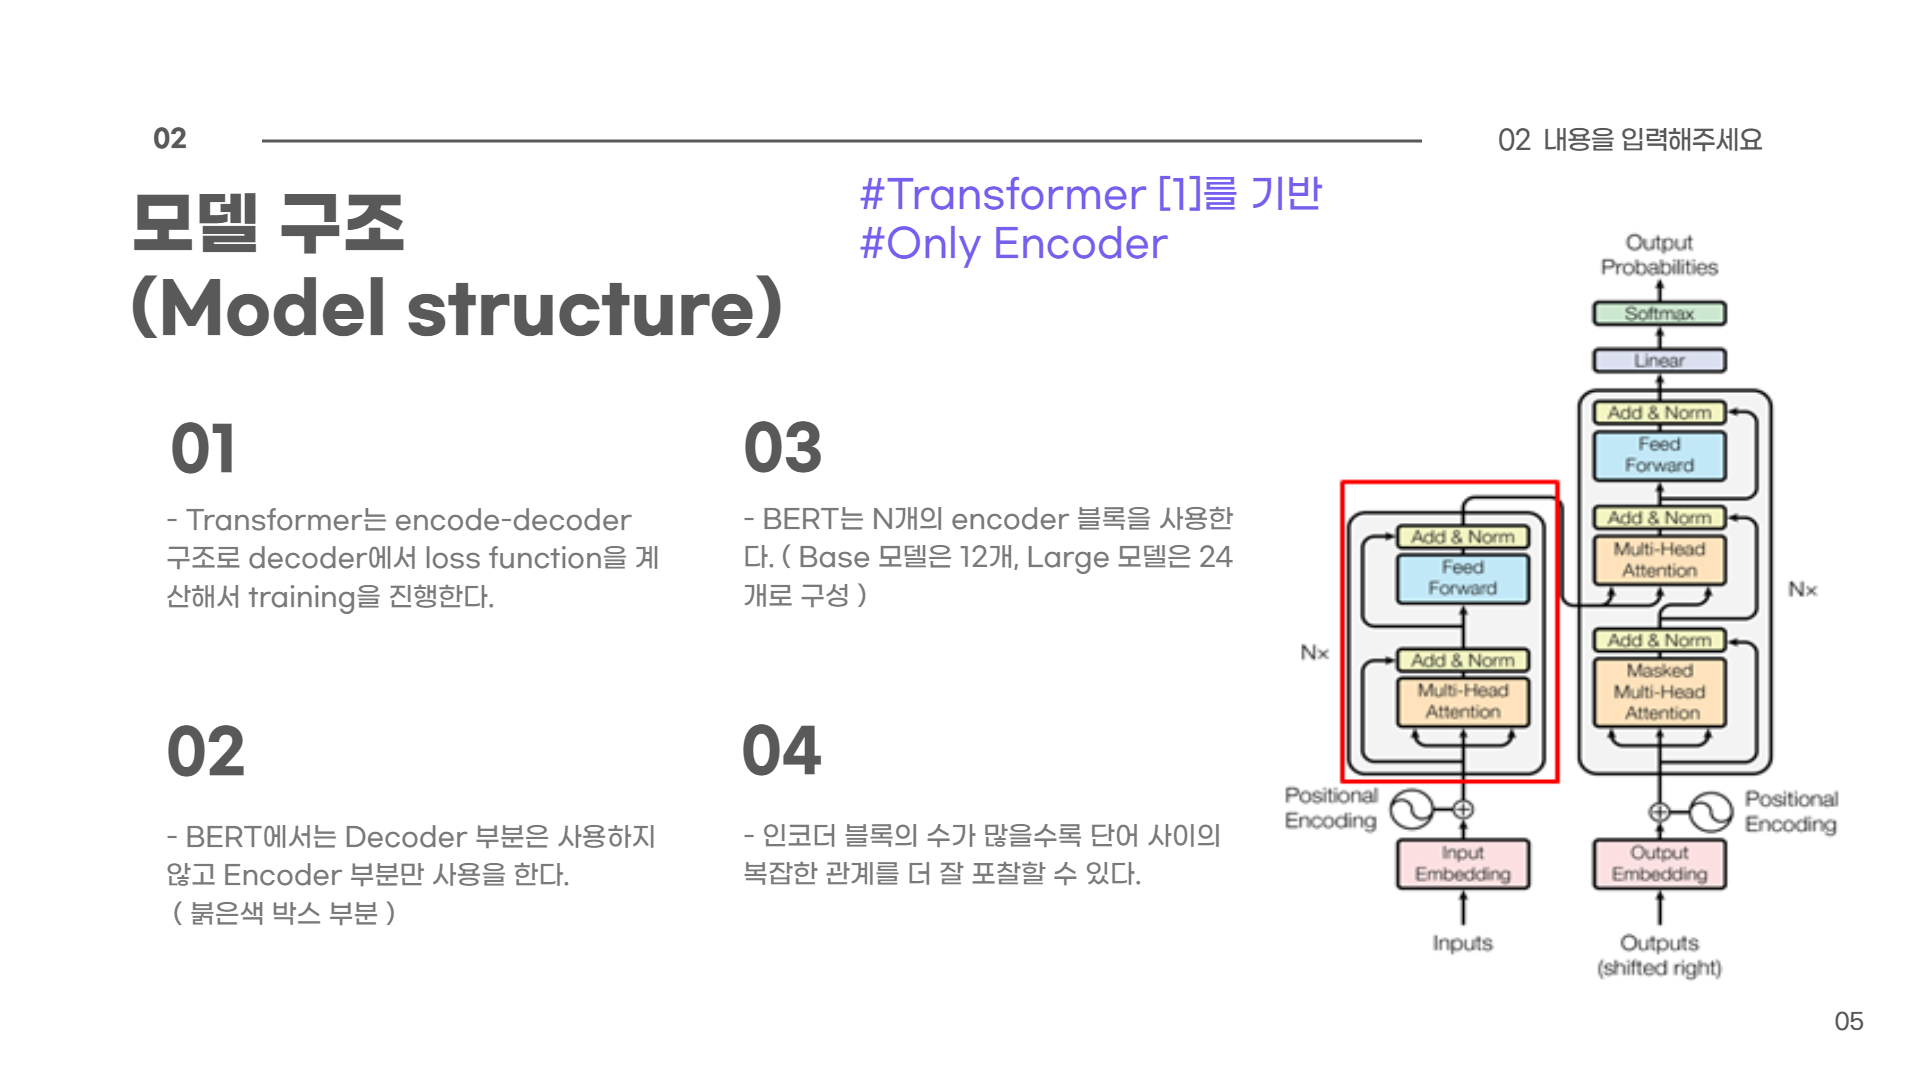 02
02 내용을 입력해주세요
모델 구조
(Model structure)
#Transformer [1]를 기반
#Only Encoder
01
- Transformer는 encode-decoder
구조로 decoder에서 loss function을 계
산해서 training을 진행한다.
02
- BERT에서는 Decoder 부분은 사용하지
않고 Encoder 부분만 사용을 한다.
( 붉은색 박스 부분 )
03
- BERT는 N개의 encoder 블록을 사용한
다. ( Base 모델은 12개, Large 모델은 24
개로 구성 )
04
- 인코더 블록의 수가 많을수록 단어 사이의
복잡한 관계를 더 잘 포착할 수 있다.
Output
Probabilities
Softmax
Linear
Add & Norm
Feed
Forward
Add & Norm
Multi-Head
Attention
N×
Add & Norm
Masked
Multi-Head
Attention
Positional
Encoding
Output
Embedding
Outputs
(shifted right)
Add & Norm
Feed
Forward
N×
Add & Norm
Multi-Head
Attention
Positional
Encoding
Input
Embedding
Inputs
05